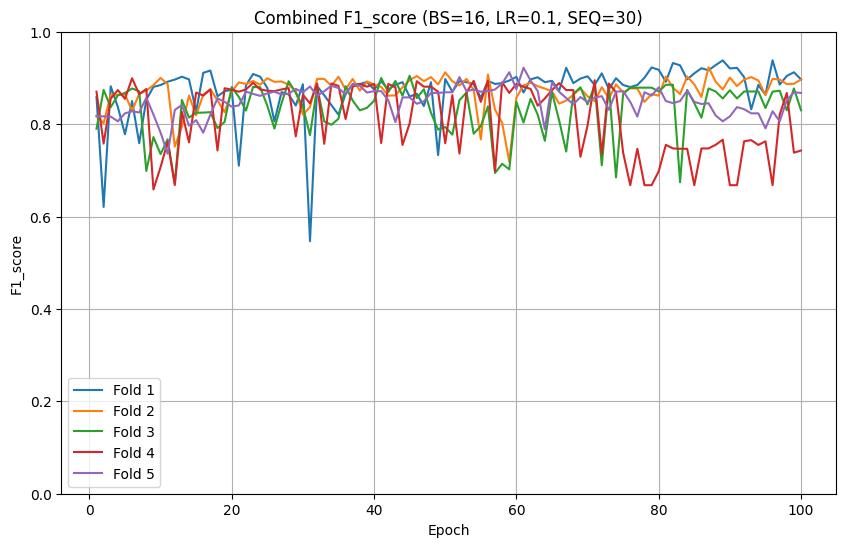 Combined F1_score (BS=16, LR=0.1, SEQ=30)
F1_score
1.0
0.8
0.6
0.4
0.2
0.0
Fold 1
Fold 2
Fold 3
Fold 4
Fold 5
0
20
40
60
80
100
Epoch